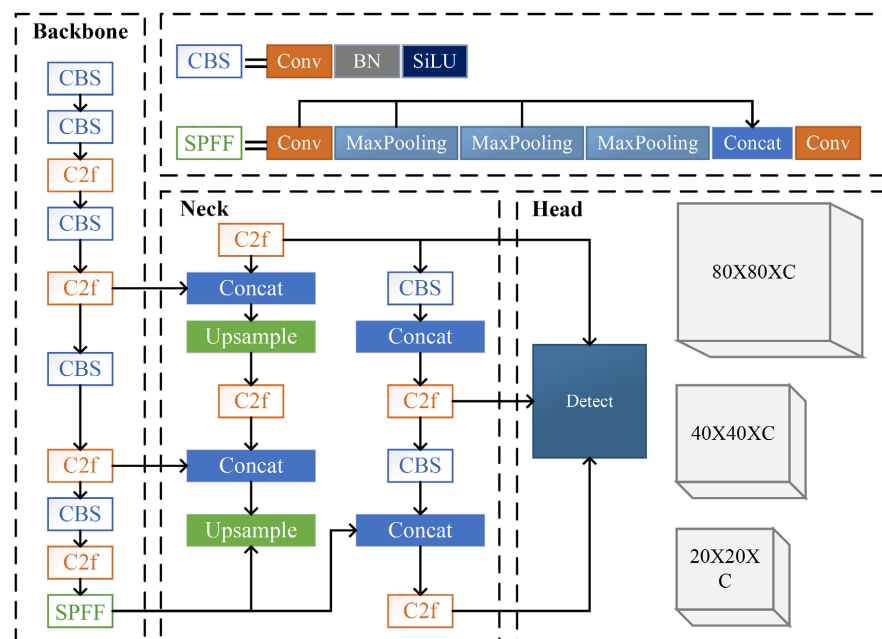 Backbone
CBS
CBS
C2f
CBS
C2f
CBS
C2f
CBS
C2f
SPFF
CBS Conv BN SiLU
SPFF Conv MaxPooling MaxPooling MaxPooling Concat Conv
Neck
C2f
Concat
Upsample
C2f
Concat
Upsample
CBS
Concat
C2f
CBS
Concat
C2f
Head
Detect
80X80XC
40X40XC
20X20X
C